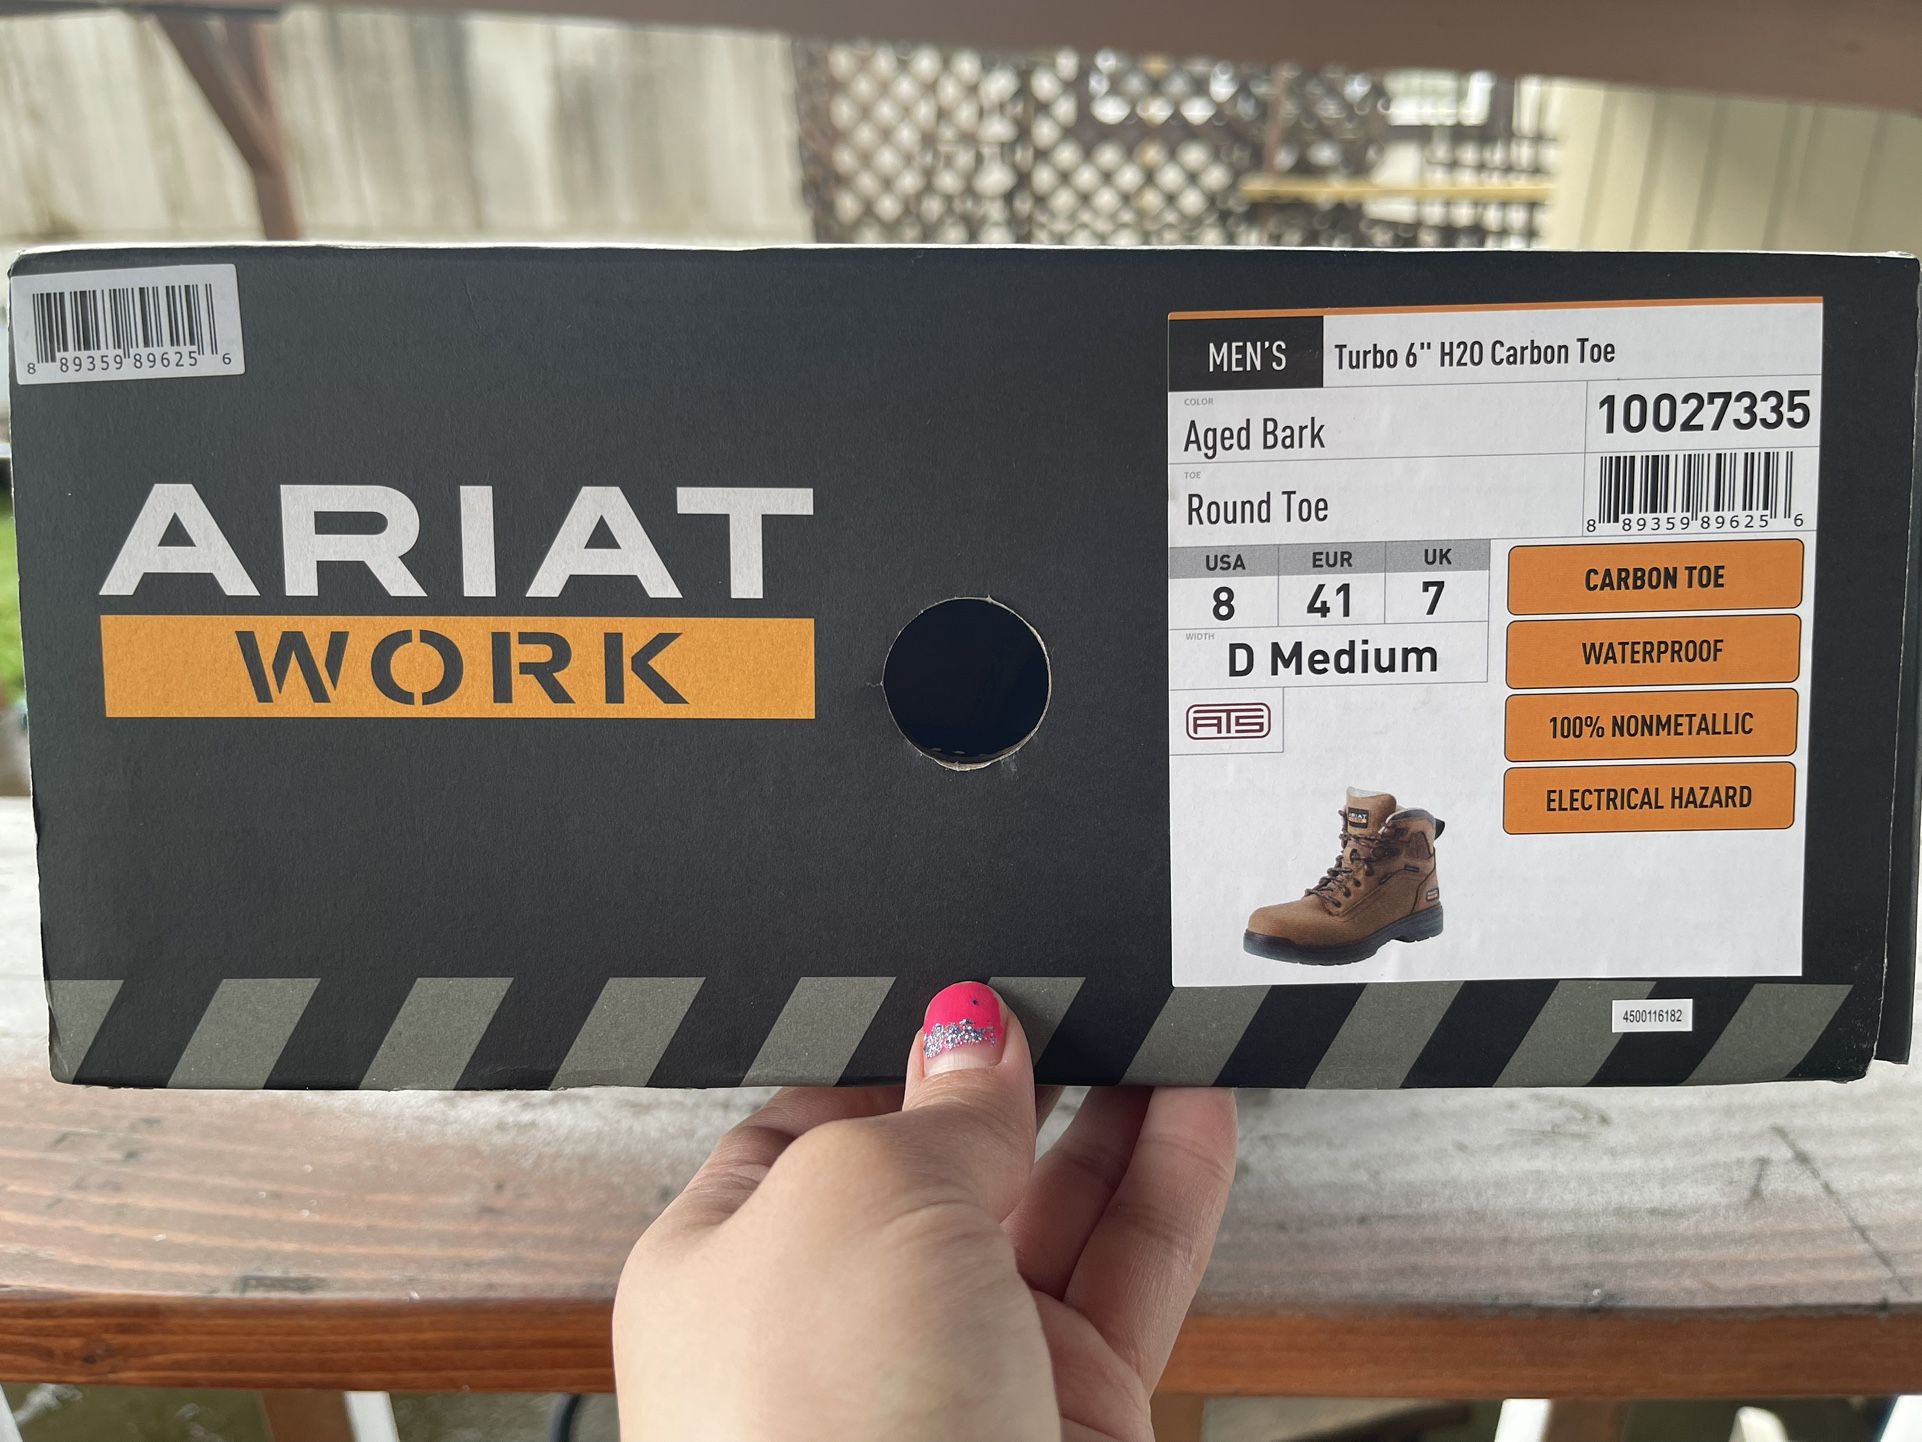 8 89359 89625 6
ARIAT
WORK
MEN'S Turbo 6" H2O Carbon Toe
COLOR
Aged Bark
10027335
TOE
Round Toe
8 89359 89625 6
USA EUR UK
8 41 7
WIDTH
D Medium
ATS
CARBON TOE
WATERPROOF
100% NONMETALLIC
ELECTRICAL HAZARD
ARIAT
4500116182